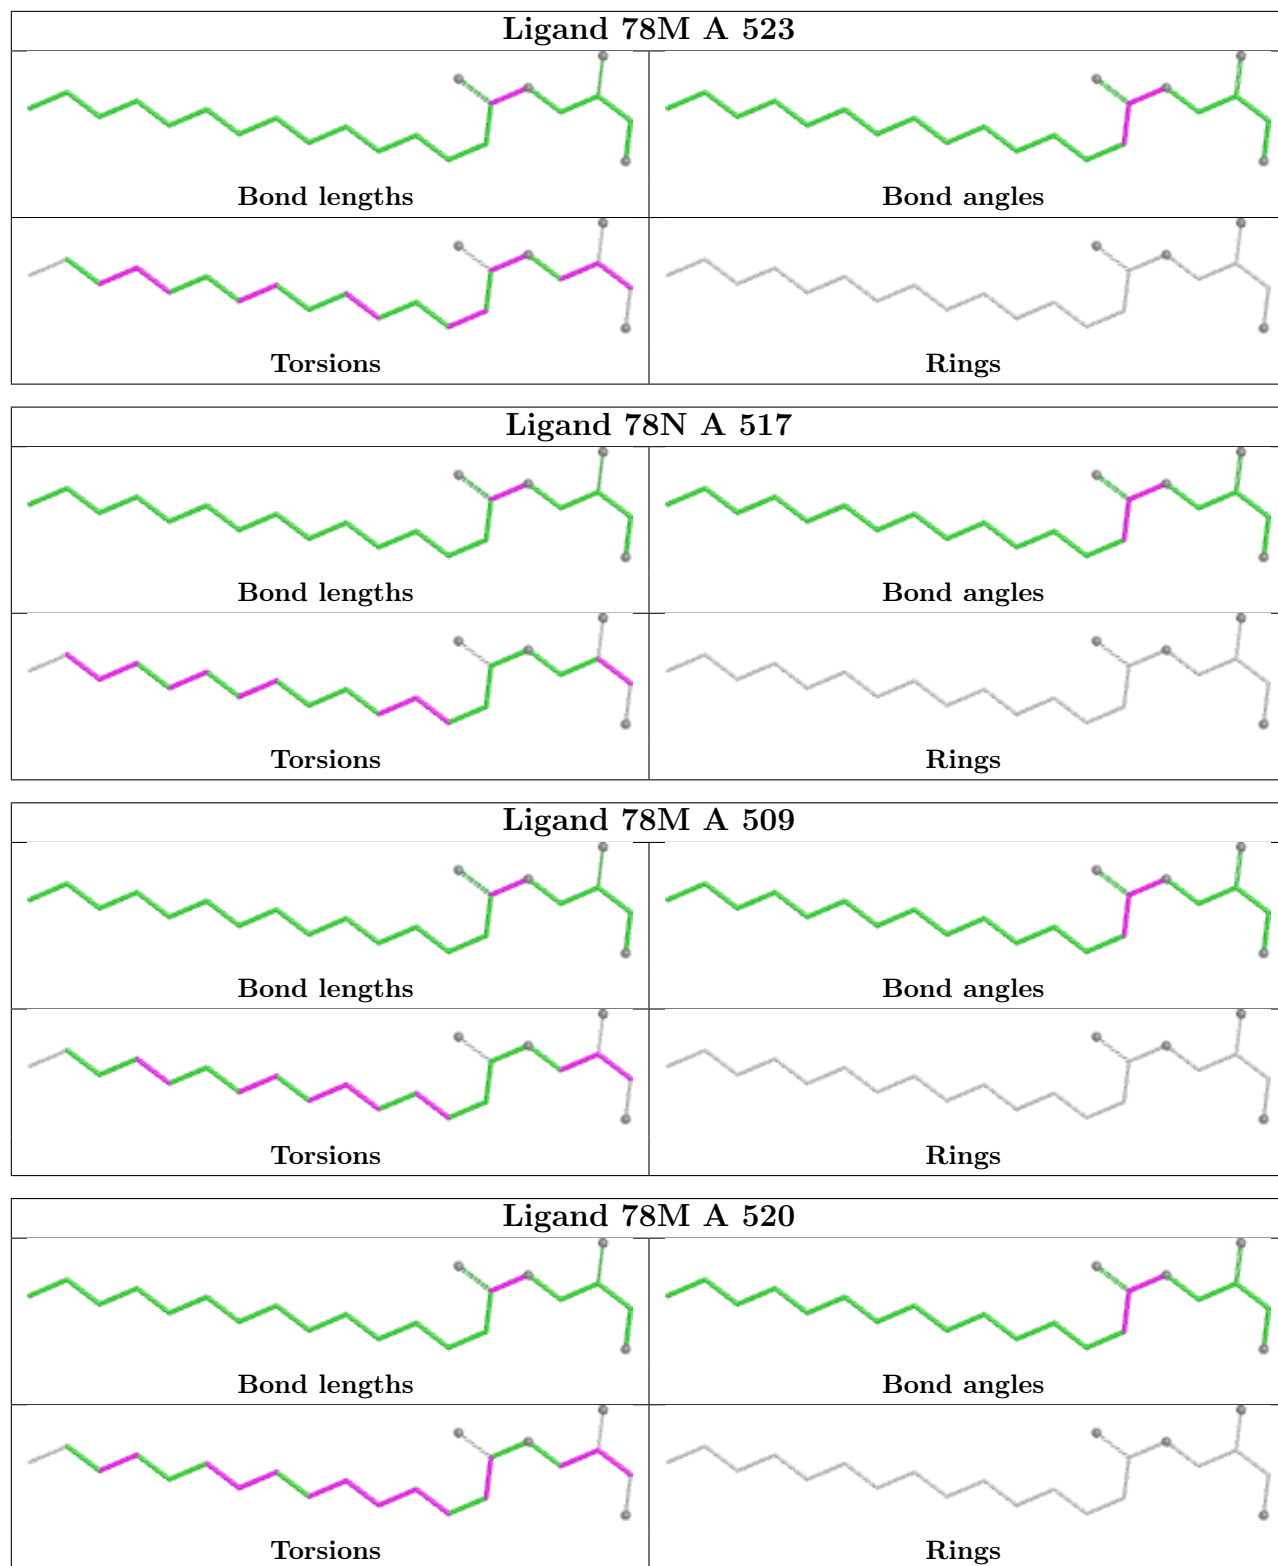 Ligand 78M A 523
Bond lengths
Bond angles
Torsions
Rings
Ligand 78N A 517
Bond lengths
Bond angles
Torsions
Rings
Ligand 78M A 509
Bond lengths
Bond angles
Torsions
Rings
Ligand 78M A 520
Bond lengths
Bond angles
Torsions
Rings